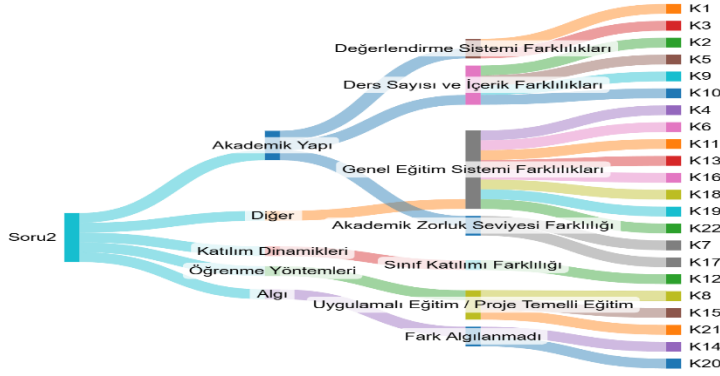 Soru2
Akademik Yapı
Diğer
Katılım Dinamikleri
Öğrenme Yöntemleri
Algı
Değerlendirme Sistemi Farklılıkları
Ders Sayısı ve İçerik Farklılıkları
Genel Eğitim Sistemi Farklılıkları
Akademik Zorluk Seviyesi Farklılığı
Sınıf Katılımı Farklılığı
Uygulamalı Eğitim / Proje Temelli Eğitim
Fark Algılanmadı
K1
K3
K2
K5
K9
K10
K4
K6
K11
K13
K16
K18
K19
K22
K7
K17
K12
K8
K15
K21
K14
K20